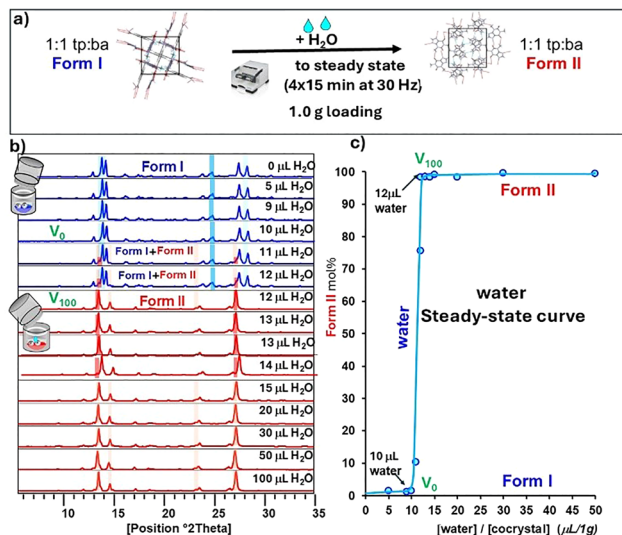 a)
1:1 tp:ba
Form I
+ H₂O
to steady state
(4x15 min at 30 Hz)
1.0 g loading
1:1 tp:ba
Form II
b)
Form I
0 µL H₂O
5 µL H₂O
9 µL H₂O
V₀
10 µL H₂O
Form I+Form II
11 µL H₂O
Form I+Form II
12 µL H₂O
V₁₀₀
Form II
12 µL H₂O
13 µL H₂O
13 µL H₂O
14 µL H₂O
15 µL H₂O
20 µL H₂O
30 µL H₂O
50 µL H₂O
100 µL H₂O
10 15 20 25 30 35
[Position °2Theta]
c)
V₁₀₀
12µL
water
Form II
water
Steady-state curve
water
10 µL
water
V₀
Form I
Form II mol%
100
90
80
70
60
50
40
30
20
10
0
0 5 10 15 20 25 30 35 40 45 50
[water] / [cocrystal] (µL/1g)